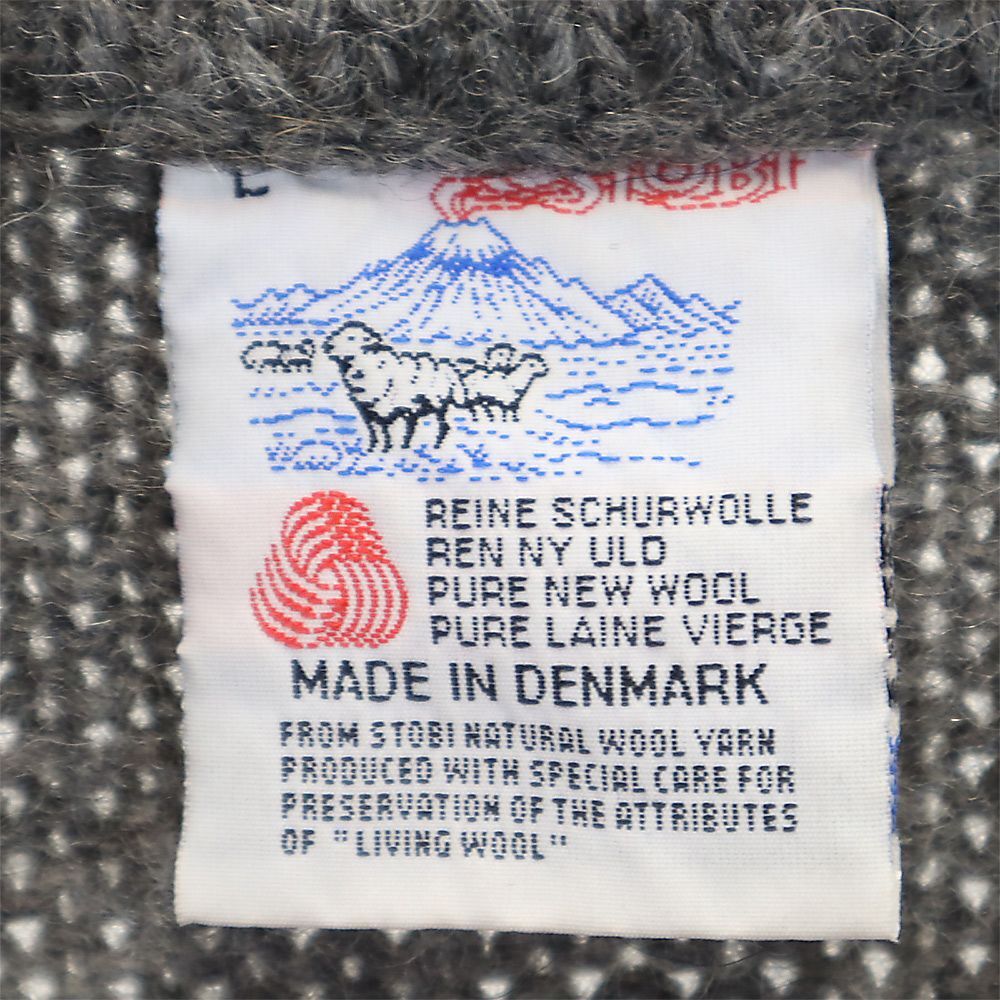 REINE SCHURWOLLE
REN NY ULD
PURE NEW WOOL
PURE LAINE VIERGE
MADE IN DENMARK
FROM STOBI NATURAL WOOL YARN
PRODUCED WITH SPECIAL CARE FOR
PRESERVATION OF THE ATTRIBUTES
OF "LIVING WOOL"